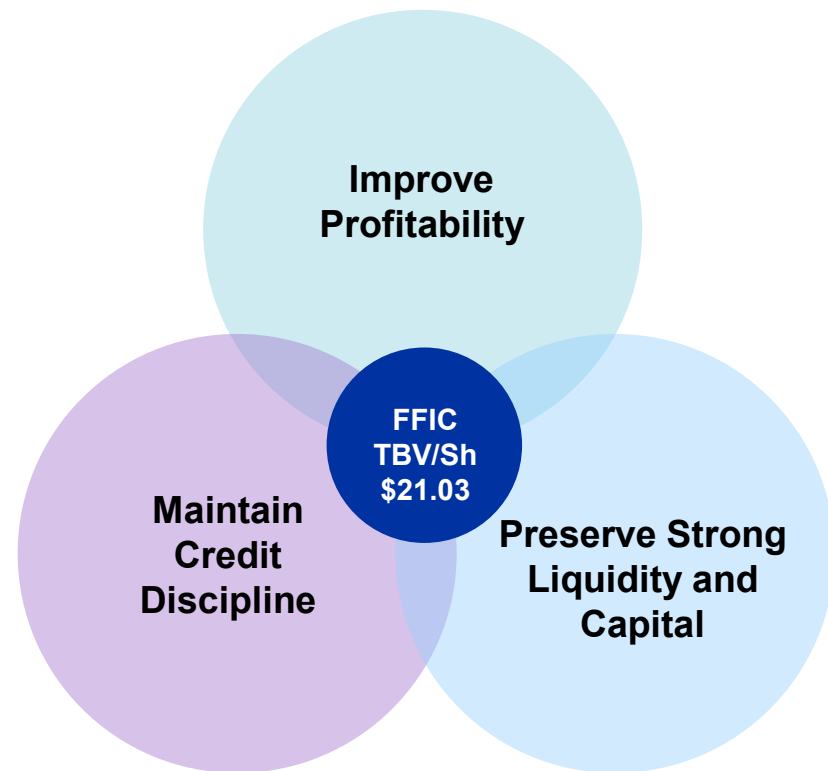 Improve
Profitability
FFIC
TBV/Sh
$21.03
Maintain
Credit
Discipline
Preserve Strong
Liquidity and
Capital